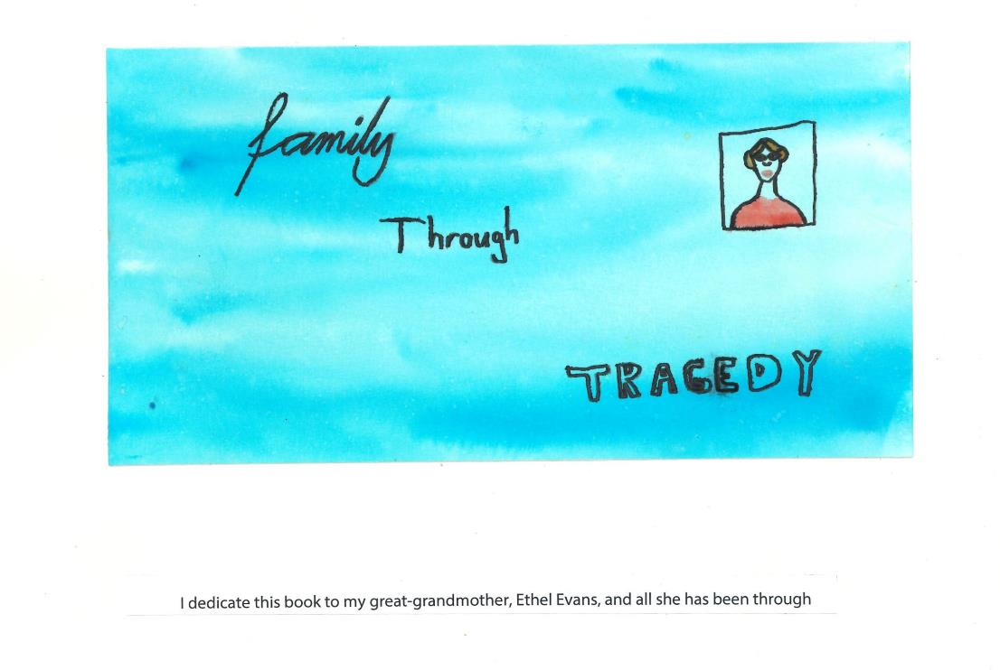 family
Through
TRAGEDY
I dedicate this book to my great-grandmother, Ethel Evans, and all she has been through